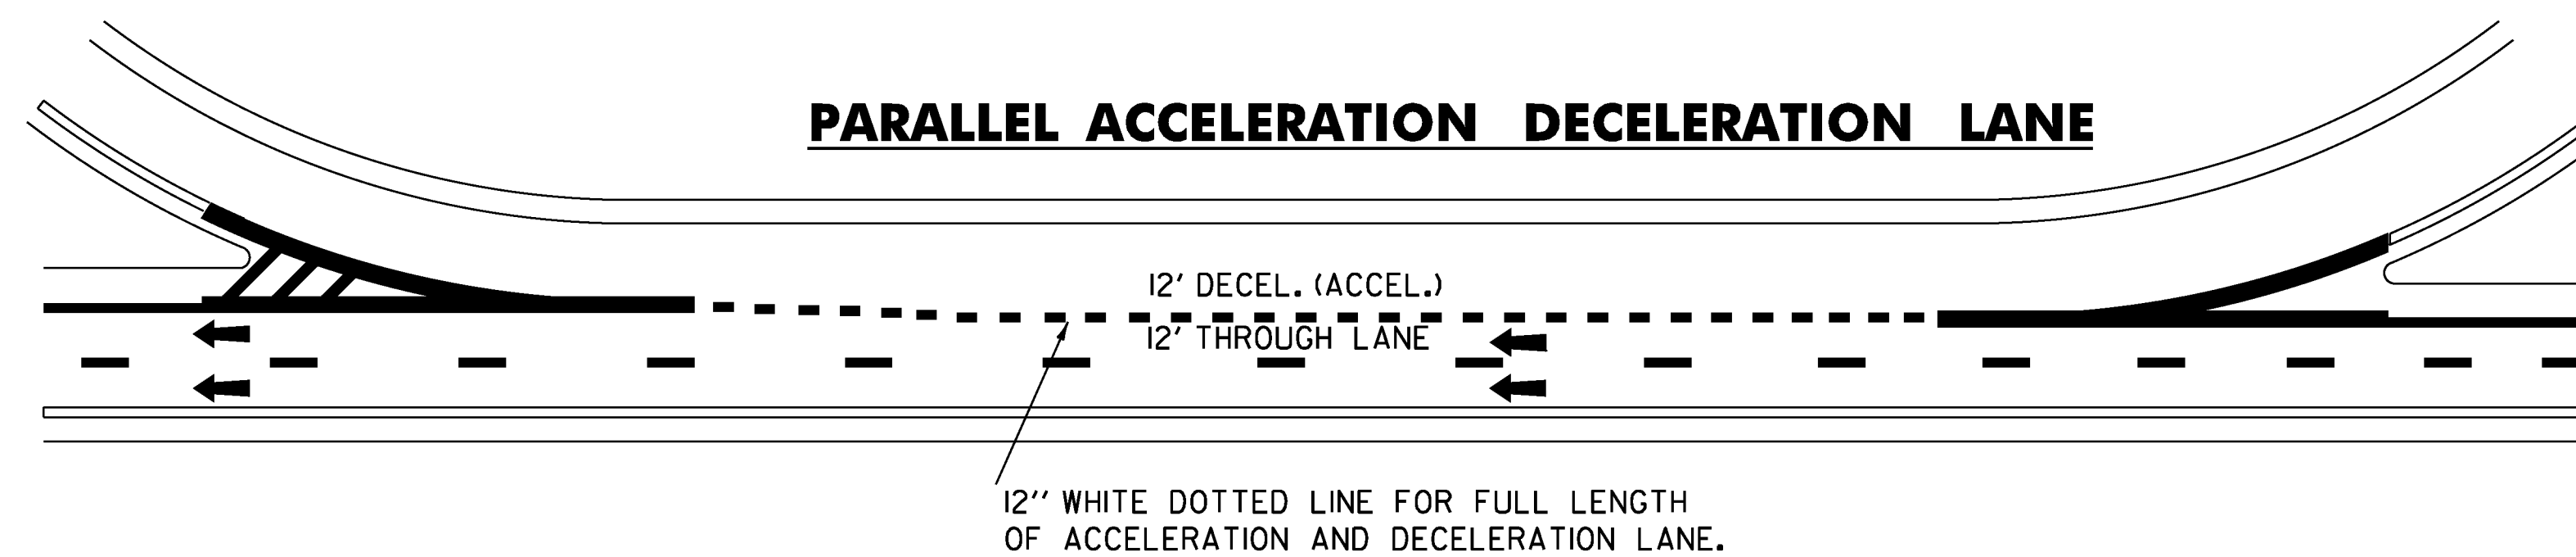 PARALLEL ACCELERATION DECELERATION LANE
12' DECEL. (ACCEL.)
12' THROUGH LANE
12'' WHITE DOTTED LINE FOR FULL LENGTH
OF ACCELERATION AND DECELERATION LANE.